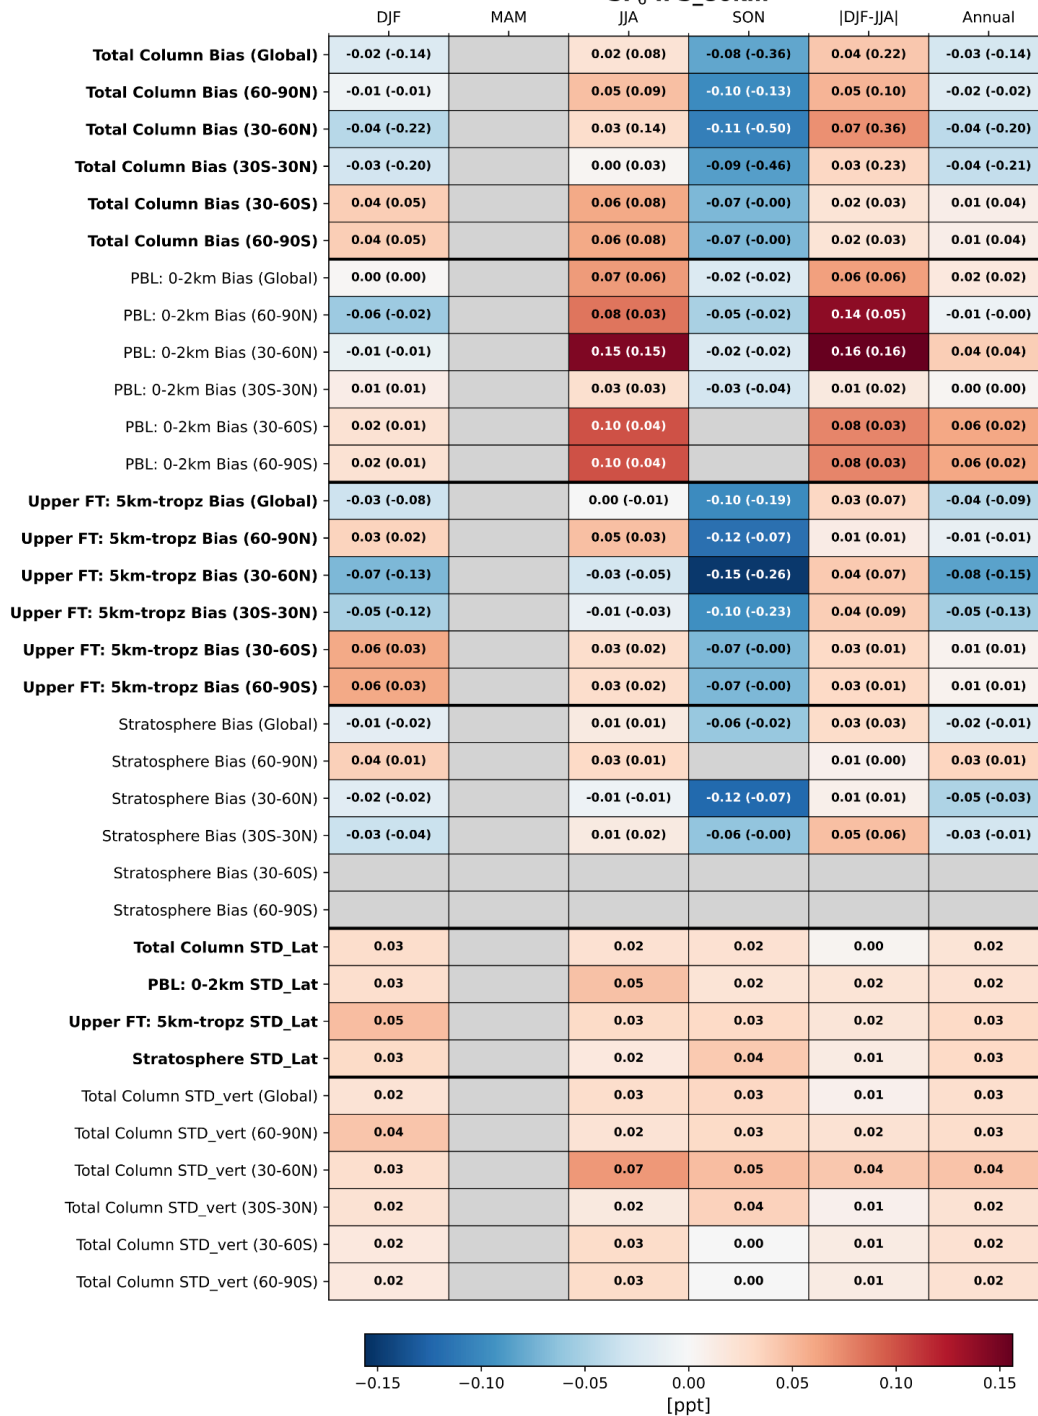 DJF MAM JJA SON |DJF-JJA| Annual
Total Column Bias (Global) -0.02 (-0.14) 0.02 (0.08) -0.08 (-0.36) 0.04 (0.22) -0.03 (-0.14)
Total Column Bias (60-90N) -0.01 (-0.01) 0.05 (0.09) -0.10 (-0.13) 0.05 (0.10) -0.02 (-0.02)
Total Column Bias (30-60N) -0.04 (-0.22) 0.03 (0.14) -0.11 (-0.50) 0.07 (0.36) -0.04 (-0.20)
Total Column Bias (30S-30N) -0.03 (-0.20) 0.00 (0.03) -0.09 (-0.46) 0.03 (0.23) -0.04 (-0.21)
Total Column Bias (30-60S) 0.04 (0.05) 0.06 (0.08) -0.07 (-0.00) 0.02 (0.03) 0.01 (0.04)
Total Column Bias (60-90S) 0.04 (0.05) 0.06 (0.08) -0.07 (-0.00) 0.02 (0.03) 0.01 (0.04)
PBL: 0-2km Bias (Global) 0.00 (0.00) 0.07 (0.06) -0.02 (-0.02) 0.06 (0.06) 0.02 (0.02)
PBL: 0-2km Bias (60-90N) -0.06 (-0.02) 0.08 (0.03) -0.05 (-0.02) 0.14 (0.05) -0.01 (-0.00)
PBL: 0-2km Bias (30-60N) -0.01 (-0.01) 0.15 (0.15) -0.02 (-0.02) 0.16 (0.16) 0.04 (0.04)
PBL: 0-2km Bias (30S-30N) 0.01 (0.01) 0.03 (0.03) -0.03 (-0.04) 0.01 (0.02) 0.00 (0.00)
PBL: 0-2km Bias (30-60S) 0.02 (0.01) 0.10 (0.04) 0.08 (0.03) 0.06 (0.02)
PBL: 0-2km Bias (60-90S) 0.02 (0.01) 0.10 (0.04) 0.08 (0.03) 0.06 (0.02)
Upper FT: 5km-tropz Bias (Global) -0.03 (-0.08) 0.00 (-0.01) -0.10 (-0.19) 0.03 (0.07) -0.04 (-0.09)
Upper FT: 5km-tropz Bias (60-90N) 0.03 (0.02) 0.05 (0.03) -0.12 (-0.07) 0.01 (0.01) -0.01 (-0.01)
Upper FT: 5km-tropz Bias (30-60N) -0.07 (-0.13) -0.03 (-0.05) -0.15 (-0.26) 0.04 (0.07) -0.08 (-0.15)
Upper FT: 5km-tropz Bias (30S-30N) -0.05 (-0.12) -0.01 (-0.03) -0.10 (-0.23) 0.04 (0.09) -0.05 (-0.13)
Upper FT: 5km-tropz Bias (30-60S) 0.06 (0.03) 0.03 (0.02) -0.07 (-0.00) 0.03 (0.01) 0.01 (0.01)
Upper FT: 5km-tropz Bias (60-90S) 0.06 (0.03) 0.03 (0.02) -0.07 (-0.00) 0.03 (0.01) 0.01 (0.01)
Stratosphere Bias (Global) -0.01 (-0.02) 0.01 (0.01) -0.06 (-0.02) 0.03 (0.03) -0.02 (-0.01)
Stratosphere Bias (60-90N) 0.04 (0.01) 0.03 (0.01) 0.01 (0.00) 0.03 (0.01)
Stratosphere Bias (30-60N) -0.02 (-0.02) -0.01 (-0.01) -0.12 (-0.07) 0.01 (0.01) -0.05 (-0.03)
Stratosphere Bias (30S-30N) -0.03 (-0.04) 0.01 (0.02) -0.06 (-0.00) 0.05 (0.06) -0.03 (-0.01)
Stratosphere Bias (30-60S)
Stratosphere Bias (60-90S)
Total Column STD_Lat 0.03 0.02 0.02 0.00 0.02
PBL: 0-2km STD_Lat 0.03 0.05 0.02 0.02 0.02
Upper FT: 5km-tropz STD_Lat 0.05 0.03 0.03 0.02 0.03
Stratosphere STD_Lat 0.03 0.02 0.04 0.01 0.03
Total Column STD_vert (Global) 0.02 0.03 0.03 0.01 0.03
Total Column STD_vert (60-90N) 0.04 0.02 0.03 0.02 0.03
Total Column STD_vert (30-60N) 0.03 0.07 0.05 0.04 0.04
Total Column STD_vert (30S-30N) 0.02 0.02 0.04 0.01 0.02
Total Column STD_vert (30-60S) 0.02 0.03 0.00 0.01 0.02
Total Column STD_vert (60-90S) 0.02 0.03 0.00 0.01 0.02
−0.15 −0.10 −0.05 0.00 0.05 0.10 0.15
[ppt]